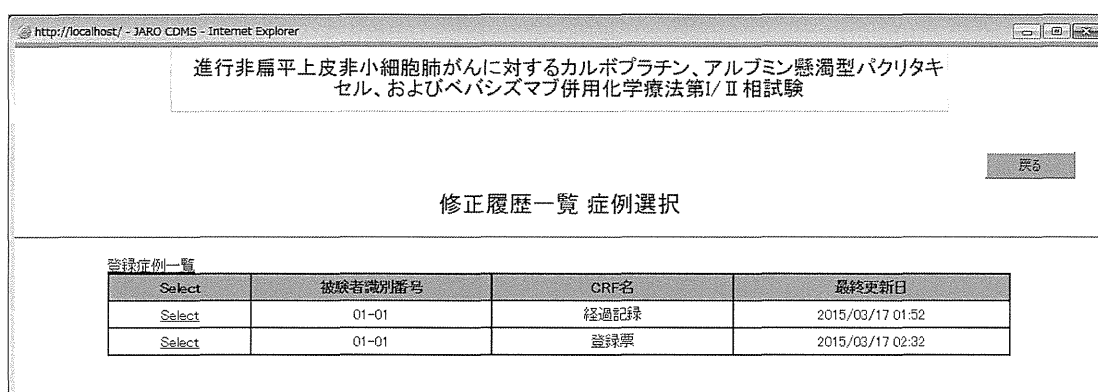 http://localhost/ - JARO CDMS - Internet Explorer
進行非扁平上皮非小細胞肺がんに対するカルボプラチン、アルブミン懸濁型パクリタキ
セル、およびベバシズマブ併用化学療法第I/Ⅱ相試験
戻る
修正履歴一覧 症例選択
登録症例一覧
Select 被験者識別番号 CRF名 最終更新日
Select 01-01 経過記録 2015/03/17 01:52
Select 01-01 登録票 2015/03/17 02:32